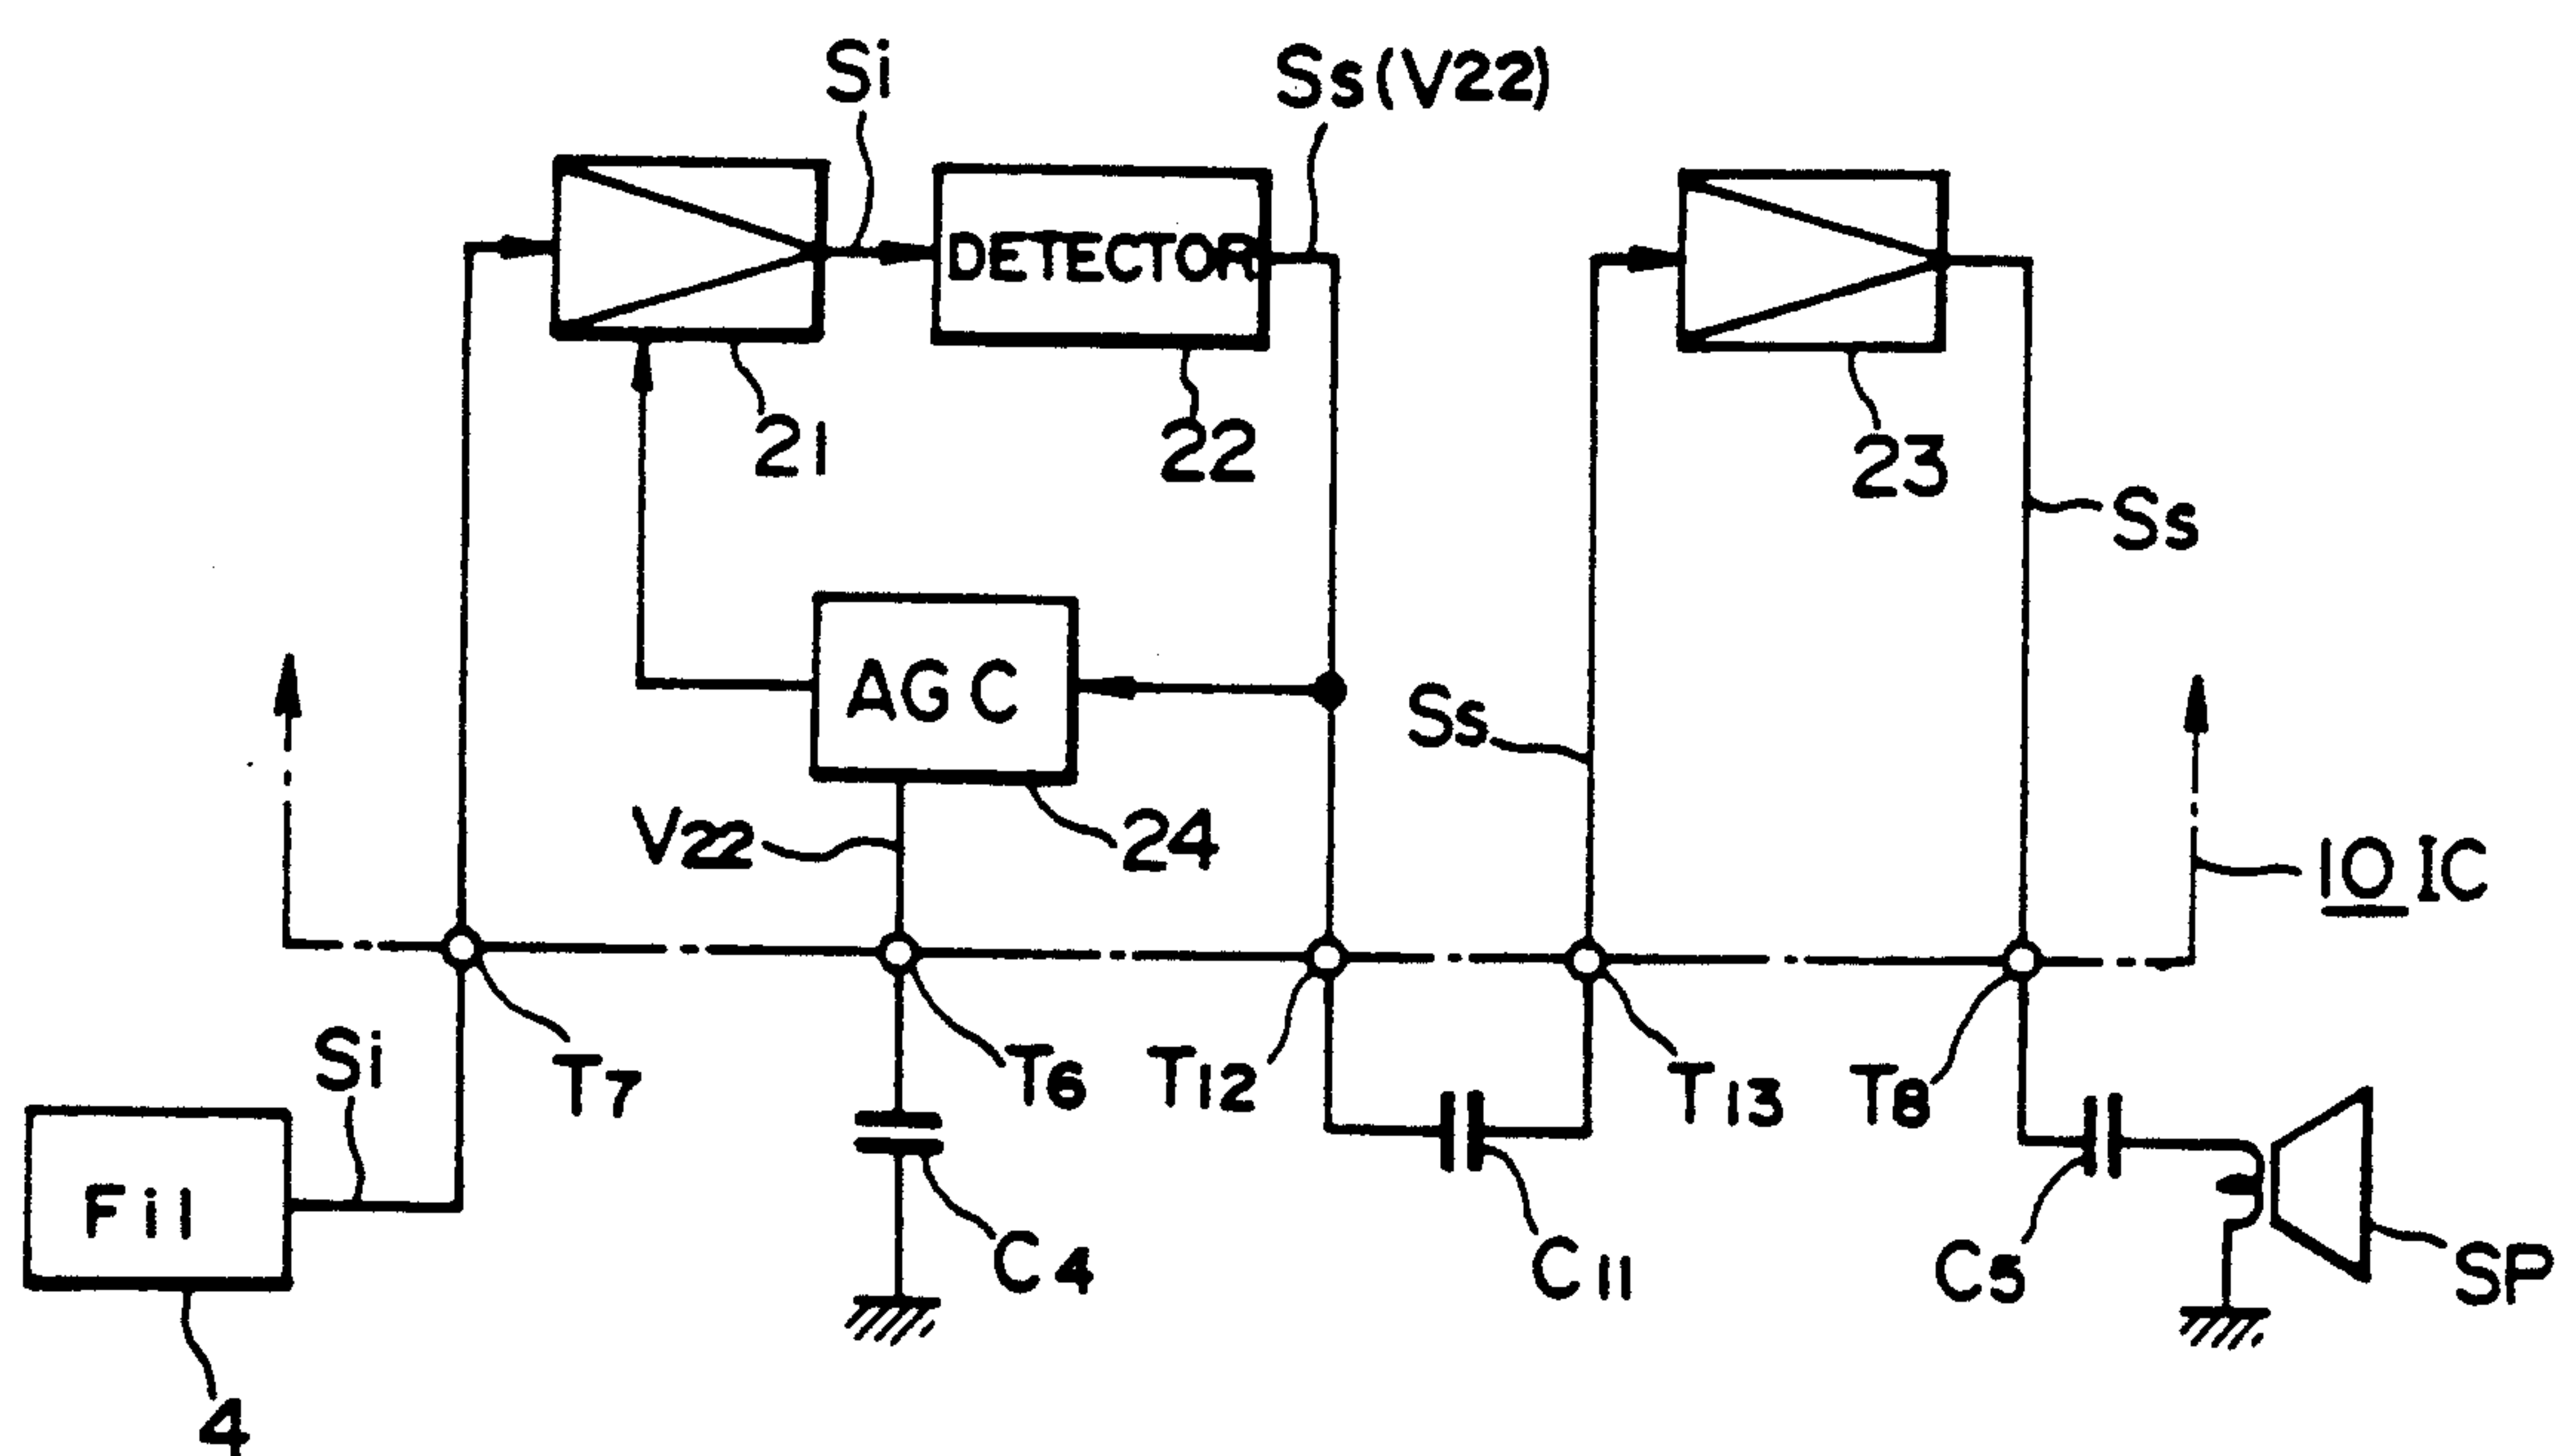 Si
Ss(V22)
DETECTOR
21
22
23
Ss
AGC
Ss
V22
24
10 IC
Si
T7
T6
T12
T13
T8
Fil
C4
C11
C5
SP
4